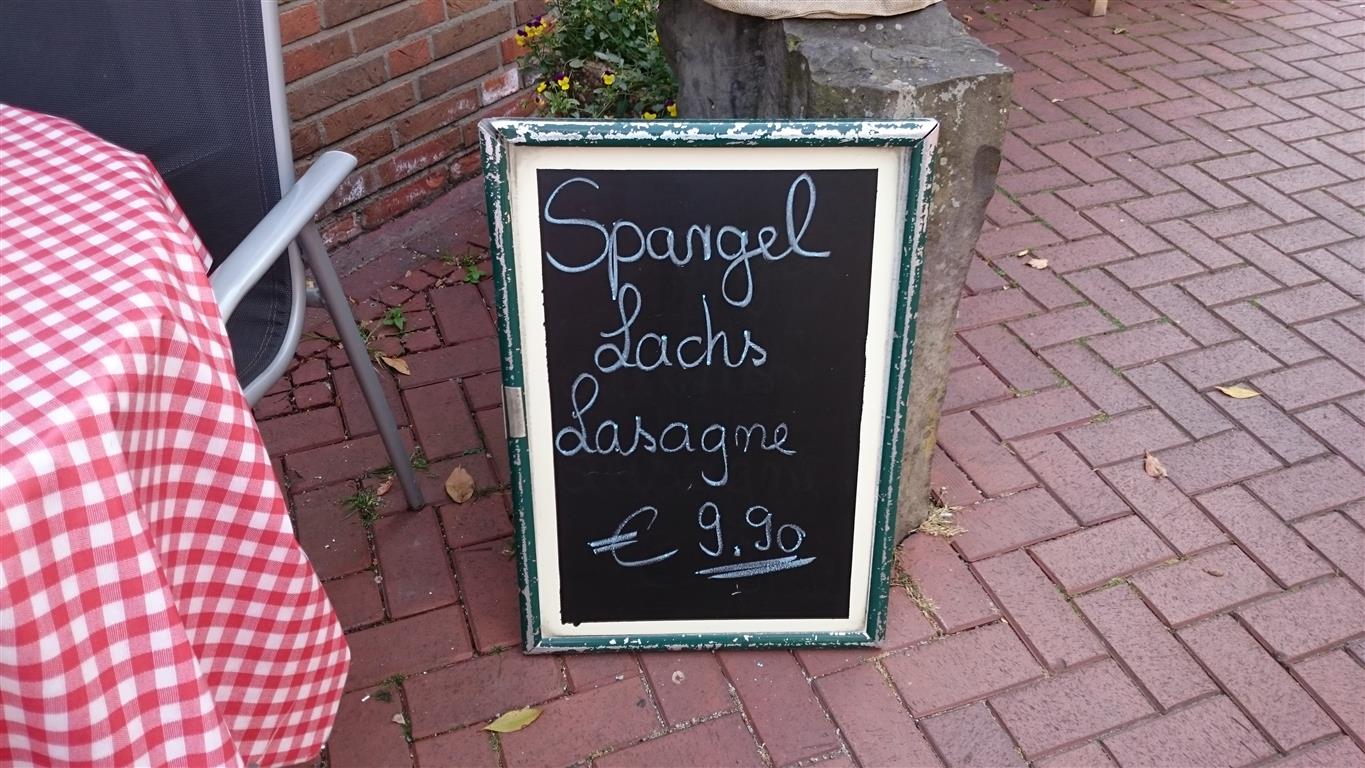 Spargel
Lachs
Lasagne
€ 9.90